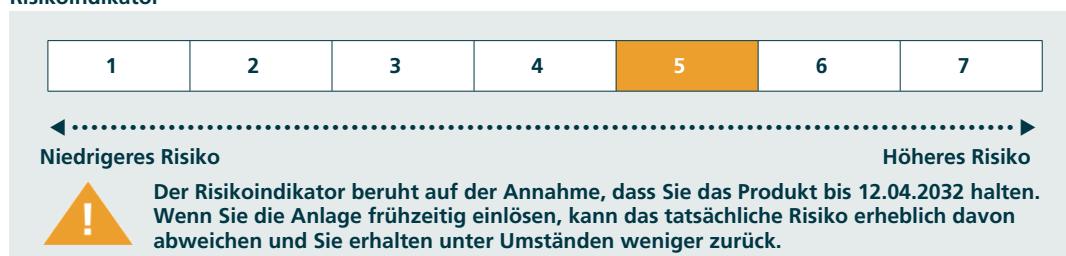 Risikoindikator
1 2 3 4 5 6 7
Niedrigeres Risiko Höheres Risiko
Der Risikoindikator beruht auf der Annahme, dass Sie das Produkt bis 12.04.2032 halten.
Wenn Sie die Anlage frühzeitig einlösen, kann das tatsächliche Risiko erheblich davon
abweichen und Sie erhalten unter Umständen weniger zurück.